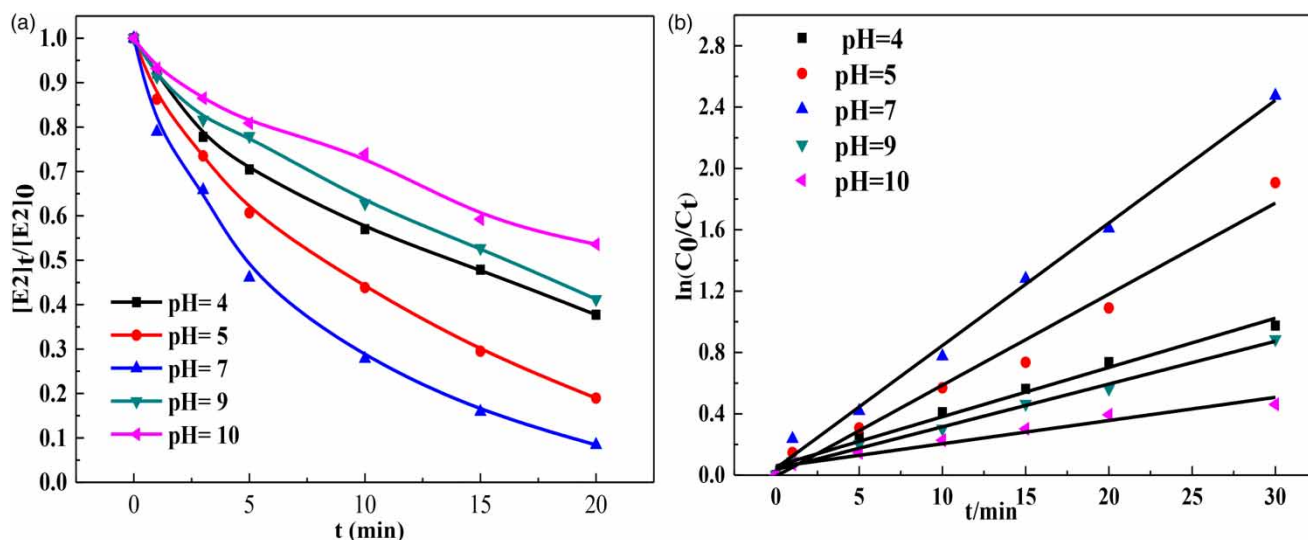 (a)
1.0
0.9
0.8
0.7
0.6
0.5
0.4
0.3
0.2
0.1
0.0
[E2]t/[E2]0
pH= 4
pH= 5
pH= 7
pH= 9
pH= 10
0 5 10 15 20
t (min)
(b)
2.8
2.4
2.0
1.6
1.2
0.8
0.4
0.0
ln(C0/Ct)
pH=4
pH=5
pH=7
pH=9
pH=10
0 5 10 15 20 25 30
t/min